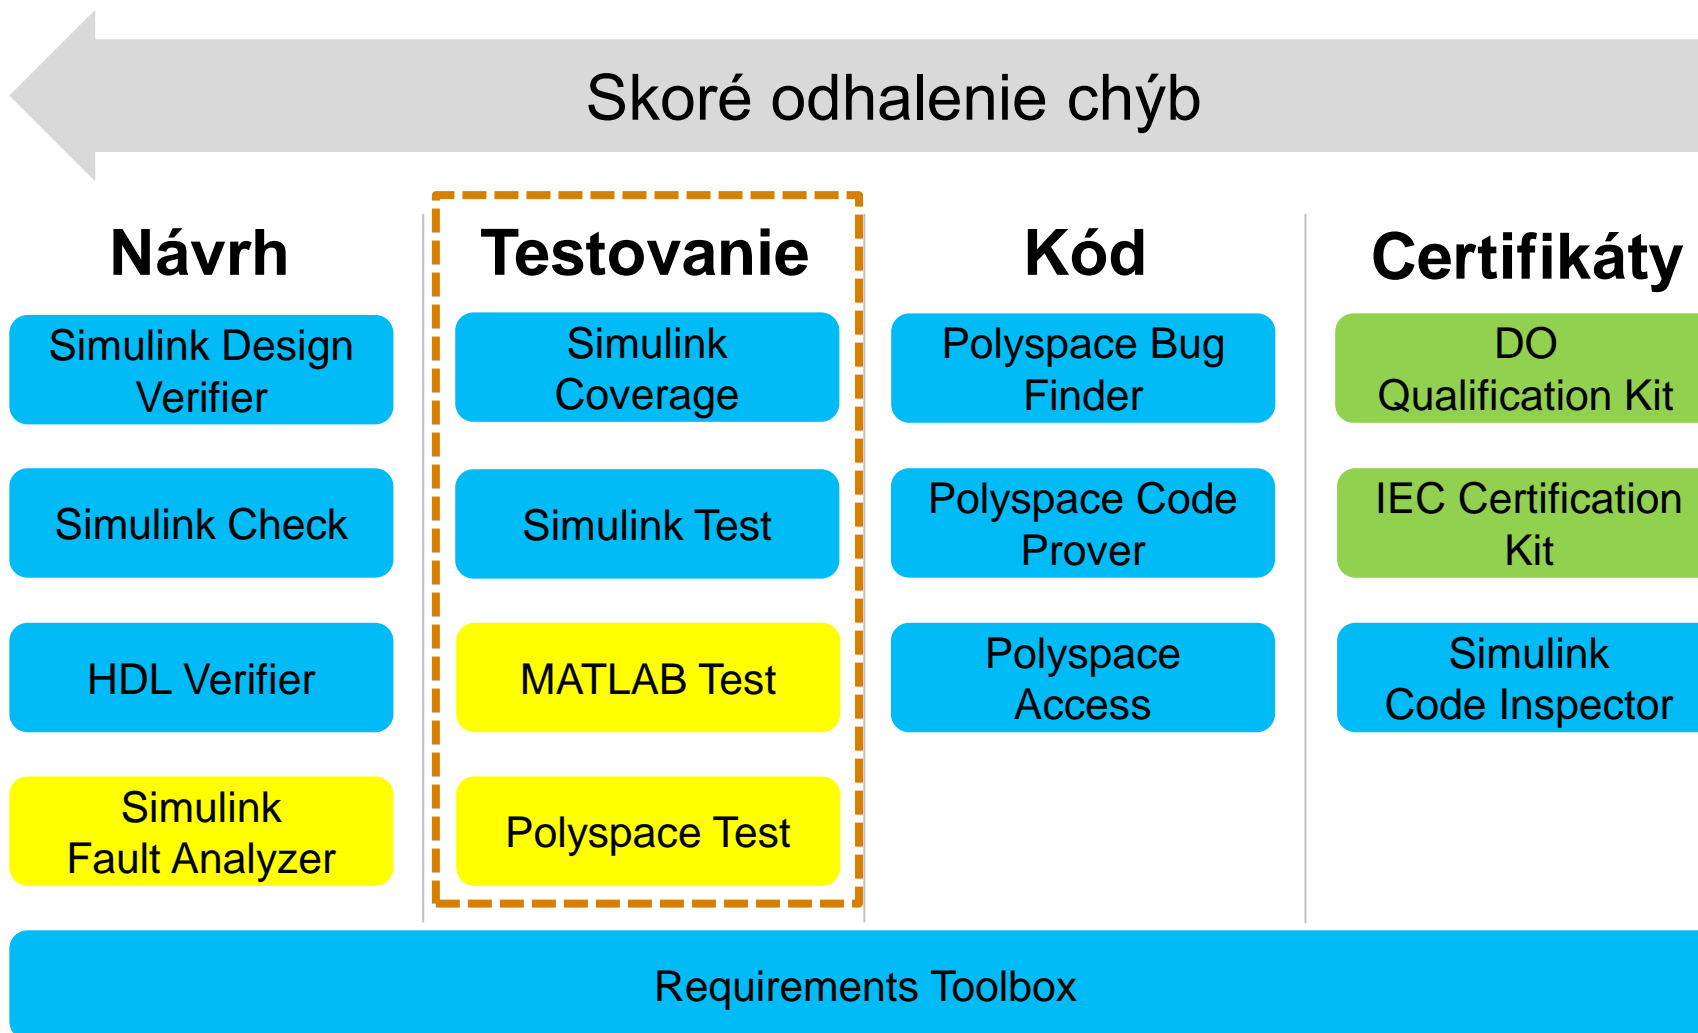 Skoré odhalenie chýb
Návrh
Simulink Design
Verifier
Simulink Check
HDL Verifier
Simulink
Fault Analyzer
Testovanie
Simulink
Coverage
Simulink Test
MATLAB Test
Polyspace Test
Kód
Polyspace Bug
Finder
Polyspace Code
Prover
Polyspace
Access
Certifikáty
DO
Qualification Kit
IEC Certification
Kit
Simulink
Code Inspector
Requirements Toolbox